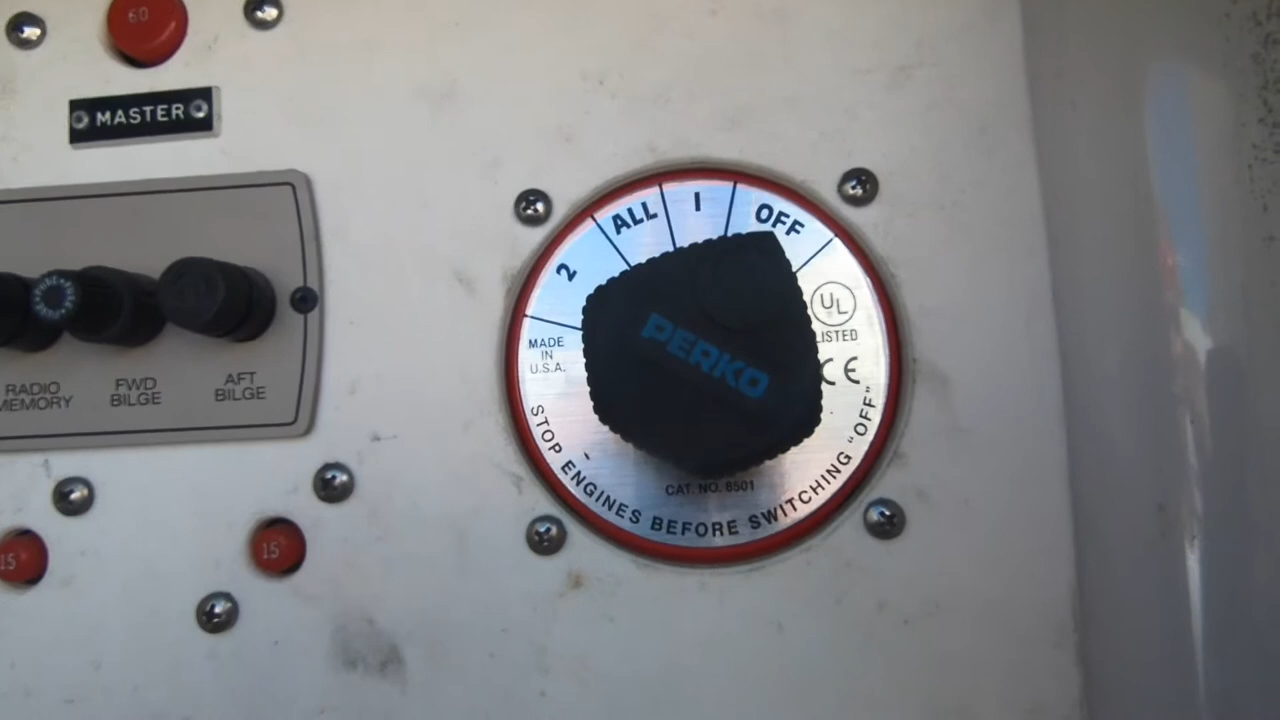 60
MASTER
RADIO
MEMORY
FWD
BILGE
AFT
BILGE
15
15
2
ALL
1
OFF
MADE
IN
U.S.A.
UL
LISTED
CE
PERKO
CAT. NO. 8501
STOP ENGINES BEFORE SWITCHING "OFF"